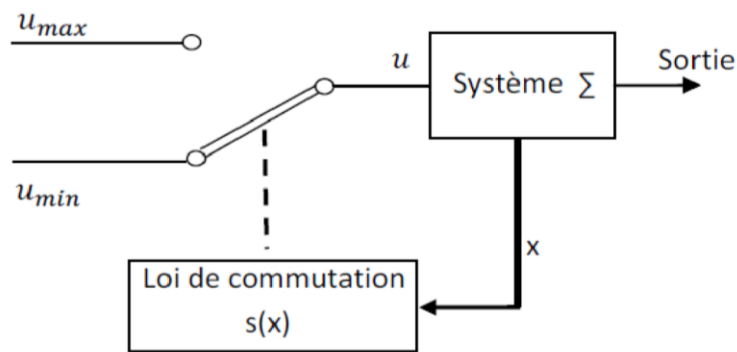 u_max
u
Système ∑
Sortie
u_min
x
Loi de commutation
s(x)